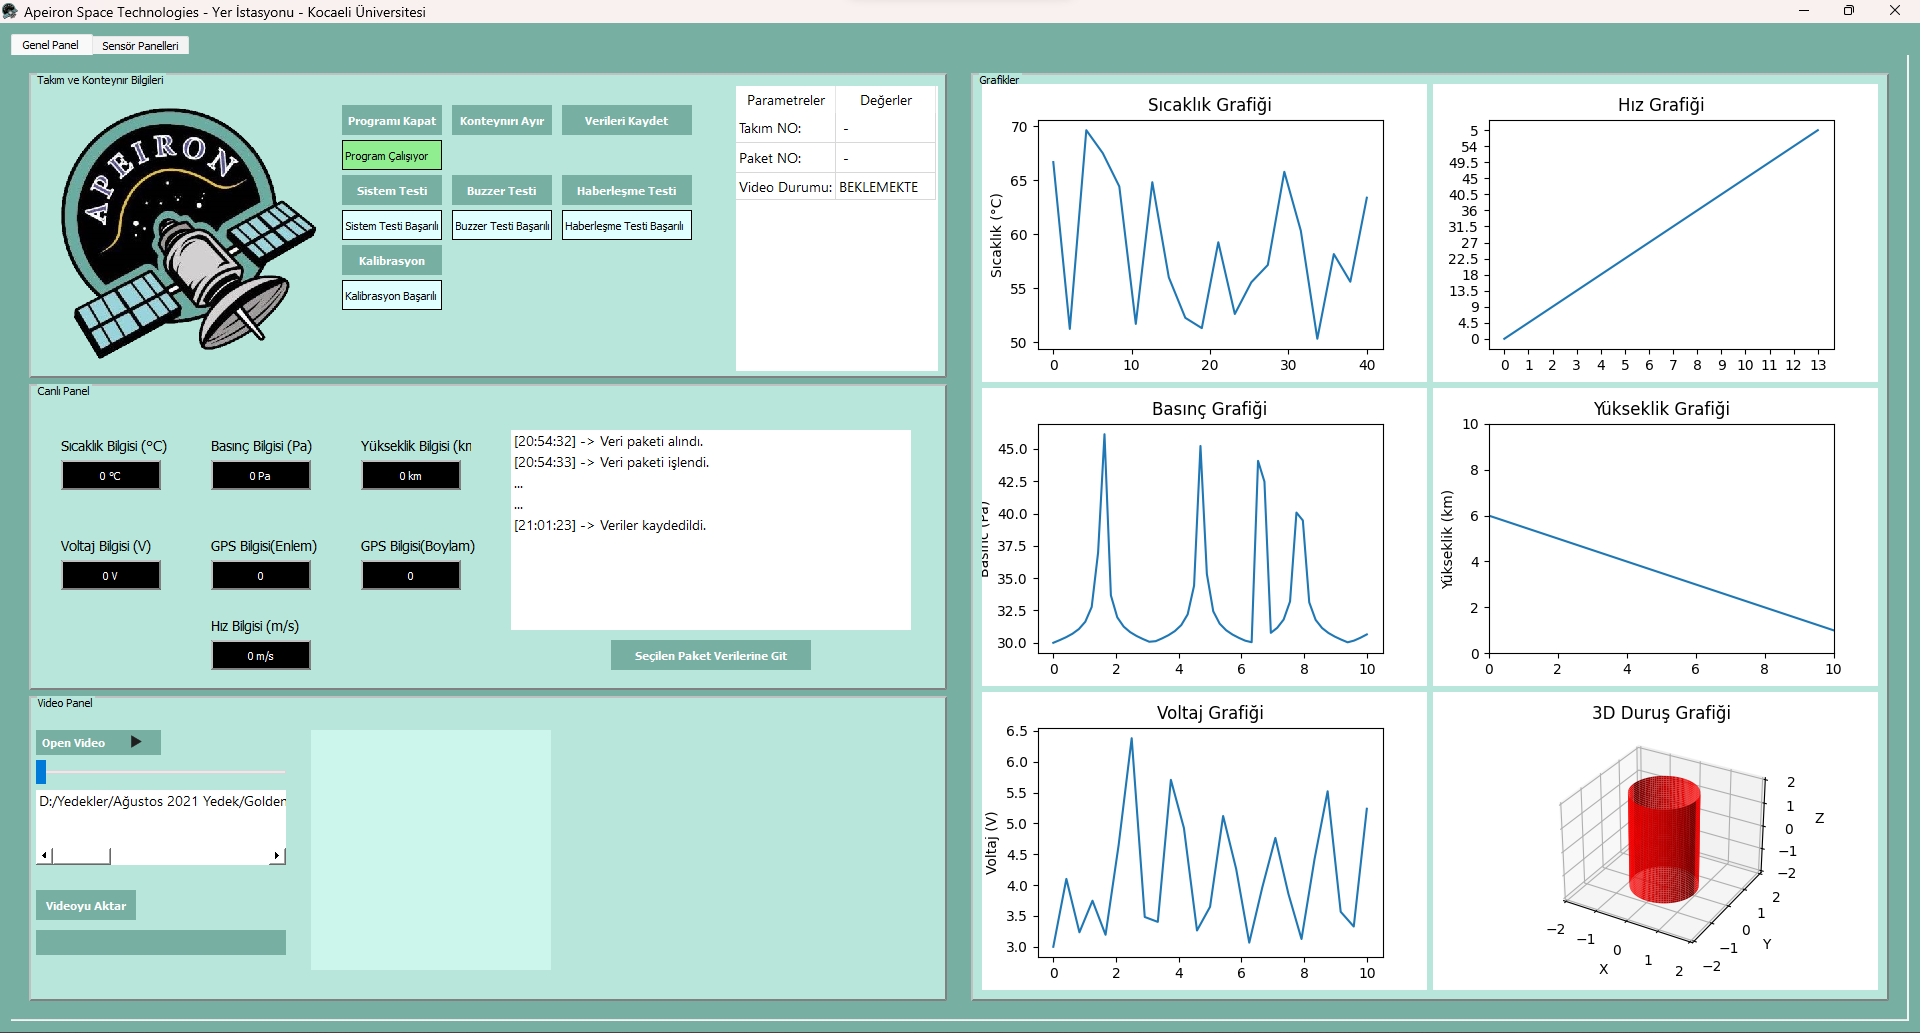 Apeiron Space Technologies - Yer İstasyonu - Kocaeli Üniversitesi
Genel Panel
Sensör Panelleri
Takım ve Konteynır Bilgileri
APEIRON
Programı Kapat
Konteynırı Ayır
Verileri Kaydet
Program Çalışıyor
Sistem Testi
Buzzer Testi
Haberleşme Testi
Sistem Testi Başarılı
Buzzer Testi Başarılı
Haberleşme Testi Başarılı
Kalibrasyon
Kalibrasyon Başarılı
Parametreler Değerler
Takım NO: -
Paket NO: -
Video Durumu: BEKLEMEKTE
Canlı Panel
Sıcaklık Bilgisi (°C)
Basınç Bilgisi (Pa)
Yükseklik Bilgisi (km
0 °C
0 Pa
0 km
Voltaj Bilgisi (V)
GPS Bilgisi(Enlem)
GPS Bilgisi(Boylam)
0 V
0
0
Hız Bilgisi (m/s)
0 m/s
[20:54:32] -> Veri paketi alındı.
[20:54:33] -> Veri paketi işlendi.
...
...
[21:01:23] -> Veriler kaydedildi.
Seçilen Paket Verilerine Git
Video Panel
Open Video
D:/Yedekler/Ağustos 2021 Yedek/Golden
Videoyu Aktar
Grafikler
Sıcaklık Grafiği
Sıcaklık (°C)
70
65
60
55
50
0 10 20 30 40
Hız Grafiği
5
54
49.5
45
40.5
36
31.5
27
22.5
18
13.5
9
4.5
0
0 1 2 3 4 5 6 7 8 9 10 11 12 13
Basınç Grafiği
Basınç (Pa)
45.0
42.5
40.0
37.5
35.0
32.5
30.0
0 2 4 6 8 10
Yükseklik Grafiği
Yükseklik (km)
10
8
6
4
2
0
0 2 4 6 8 10
Voltaj Grafiği
Voltaj (V)
6.5
6.0
5.5
5.0
4.5
4.0
3.5
3.0
0 2 4 6 8 10
3D Duruş Grafiği
2
1
0
-1
-2
Z
2
1
0
-1
-2
Y
-2
-1
0
1
2
X